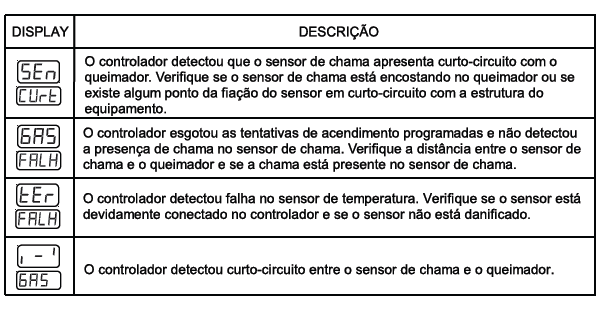 DISPLAY DESCRIÇÃO
SEn
CUrt
O controlador detectou que o sensor de chama apresenta curto-circuito com o
queimador. Verifique se o sensor de chama está encostando no queimador ou se
existe algum ponto da fiação do sensor em curto-circuito com a estrutura do
equipamento.
GAS
FALH
O controlador esgotou as tentativas de acendimento programadas e não detectou
a presença de chama no sensor de chama. Verifique a distância entre o sensor de
chama e o queimador e se a chama está presente no sensor de chama.
tEr
FALH
O controlador detectou falha no sensor de temperatura. Verifique se o sensor está
devidamente conectado no controlador e se o sensor não está danificado.
GAS
O controlador detectou curto-circuito entre o sensor de chama e o queimador.